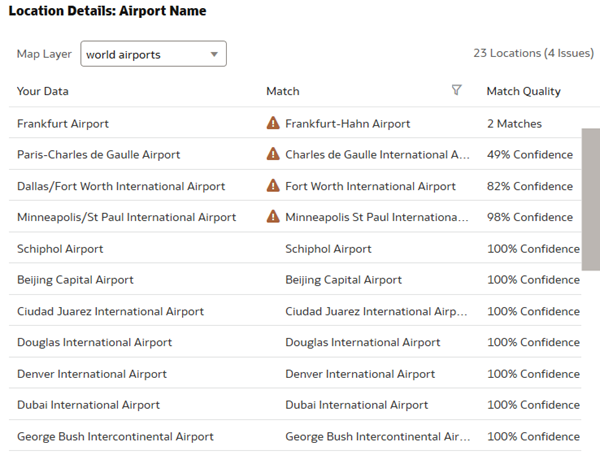 Location Details: Airport Name
Map Layer world airports 23 Locations (4 Issues)
Your Data Match Match Quality
Frankfurt Airport Frankfurt-Hahn Airport 2 Matches
Paris-Charles de Gaulle Airport Charles de Gaulle International A... 49% Confidence
Dallas/Fort Worth International Airport Fort Worth International Airport 82% Confidence
Minneapolis/St Paul International Airport Minneapolis St Paul Internationa... 98% Confidence
Schiphol Airport Schiphol Airport 100% Confidence
Beijing Capital Airport Beijing Capital Airport 100% Confidence
Ciudad Juarez International Airport Ciudad Juarez International Airp... 100% Confidence
Douglas International Airport Douglas International Airport 100% Confidence
Denver International Airport Denver International Airport 100% Confidence
Dubai International Airport Dubai International Airport 100% Confidence
George Bush Intercontinental Airport George Bush Intercontinental Air... 100% Confidence